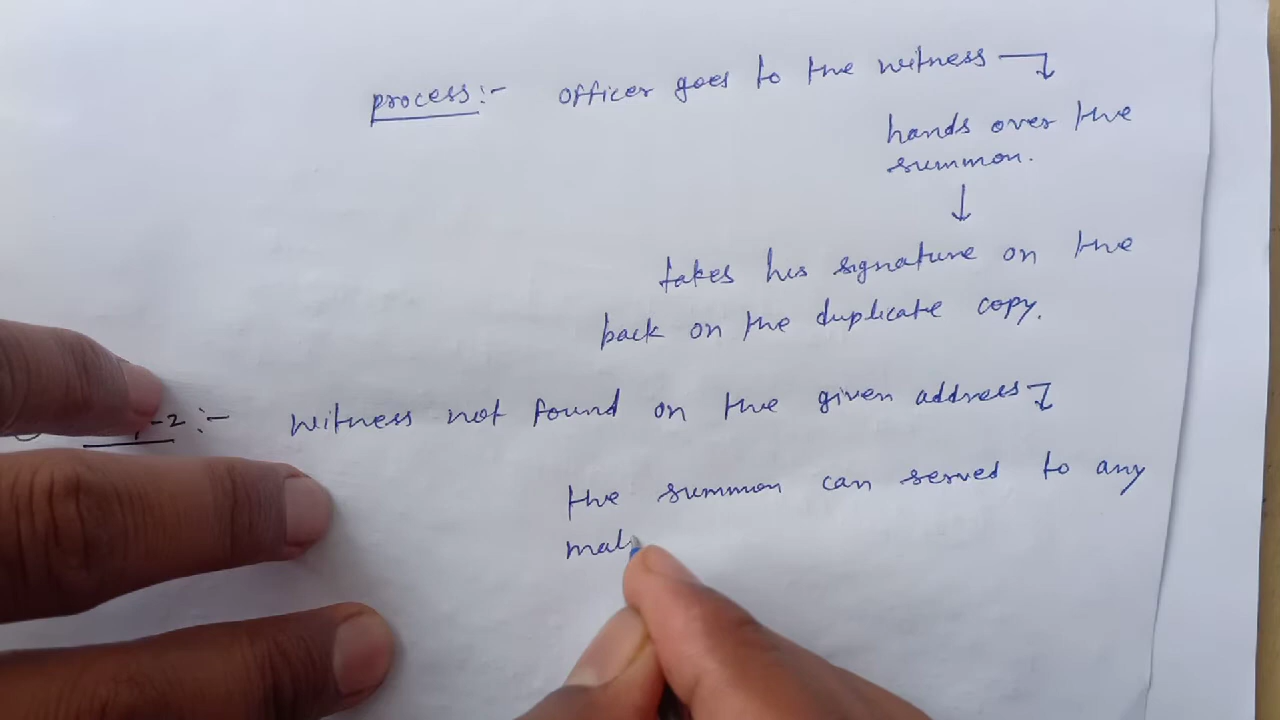 process:- officer goes to the witness
hands over the
summon.
takes his signature on the
back on the duplicate copy.
-2:- witness not found on the given address
the summon can served to any
mal